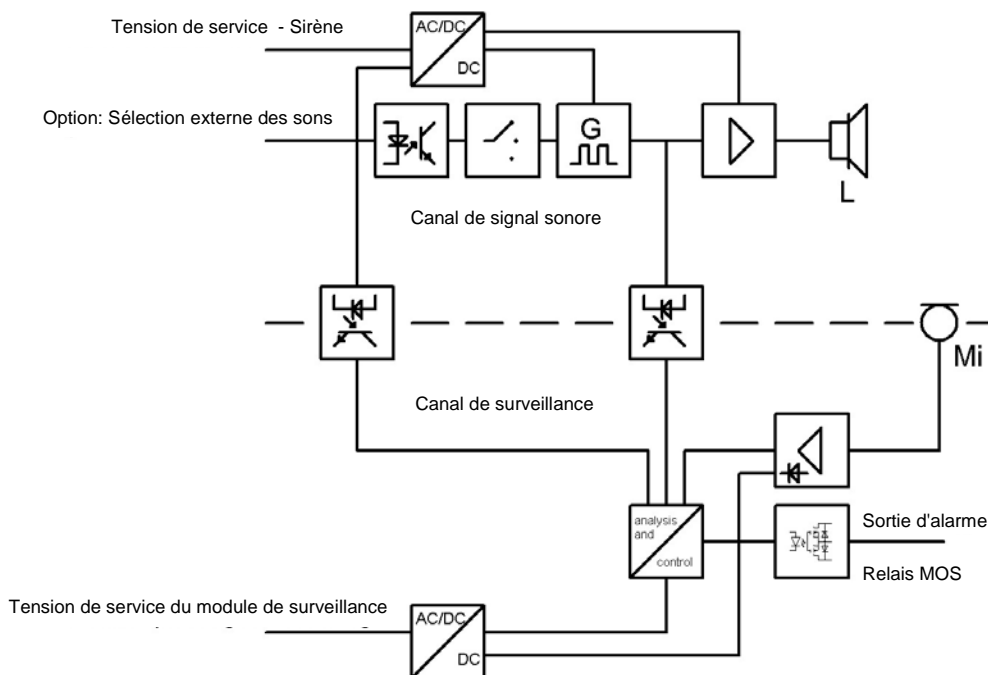 Tension de service - Sirène
AC/DC
DC
Option: Sélection externe des sons
G
L
Canal de signal sonore
Mi
Canal de surveillance
analysis
and
control
Sortie d'alarme
Relais MOS
Tension de service du module de surveillance
AC/DC
DC